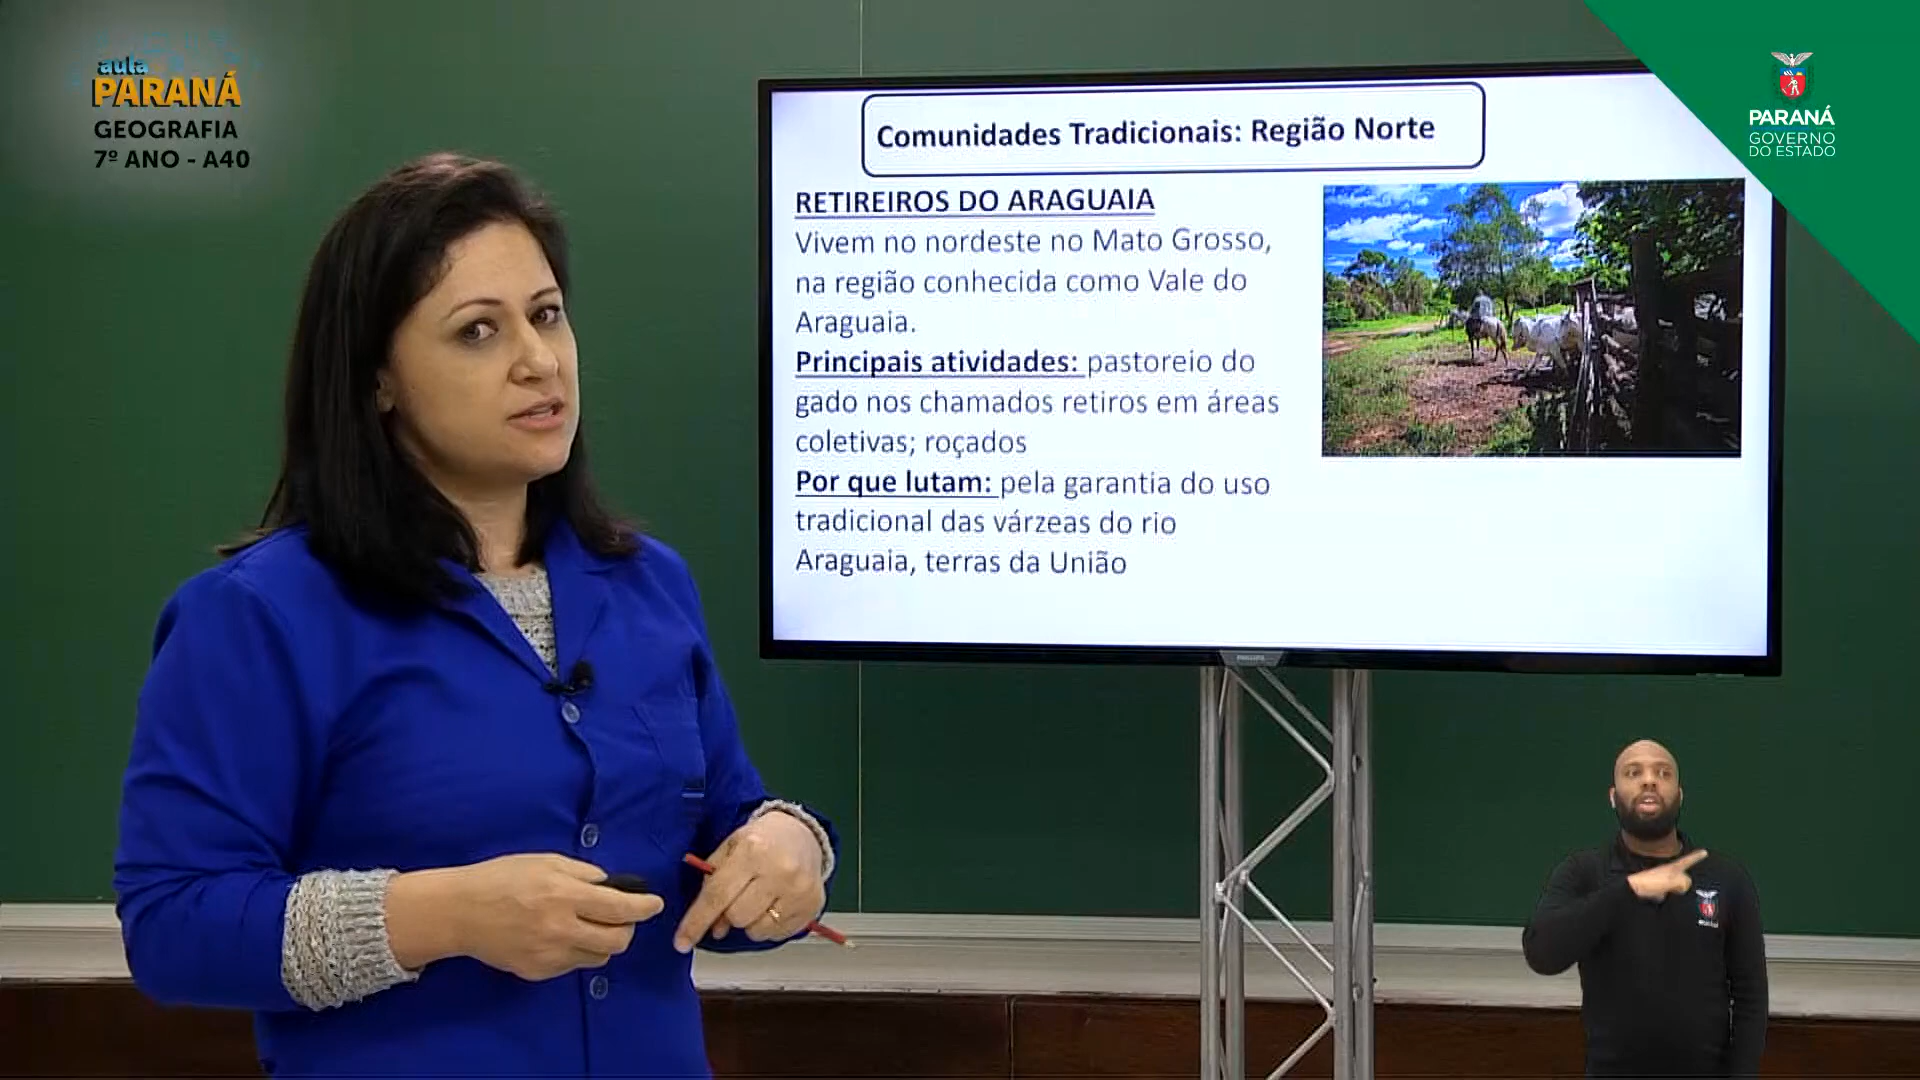 aula
PARANÁ
GEOGRAFIA
7º ANO - A40
Comunidades Tradicionais: Região Norte
RETIREIROS DO ARAGUAIA
Vivem no nordeste no Mato Grosso,
na região conhecida como Vale do
Araguaia.
Principais atividades: pastoreio do
gado nos chamados retiros em áreas
coletivas; roçados
Por que lutam: pela garantia do uso
tradicional das várzeas do rio
Araguaia, terras da União
PARANÁ
GOVERNO
DO ESTADO
PHILIPS